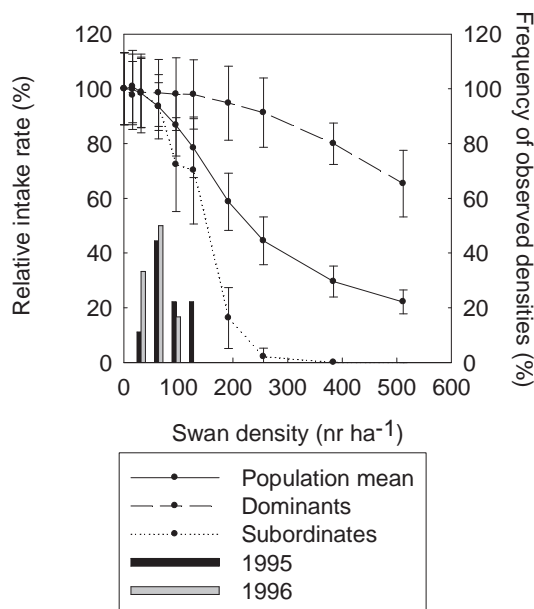 Relative intake rate (%)
120
100
80
60
40
20
0
0 100 200 300 400 500 600
Swan density (nr ha-1)
120
100
80
60
40
20
0
Frequency of observed
densities (%)
Population mean
Dominants
Subordinates
1995
1996